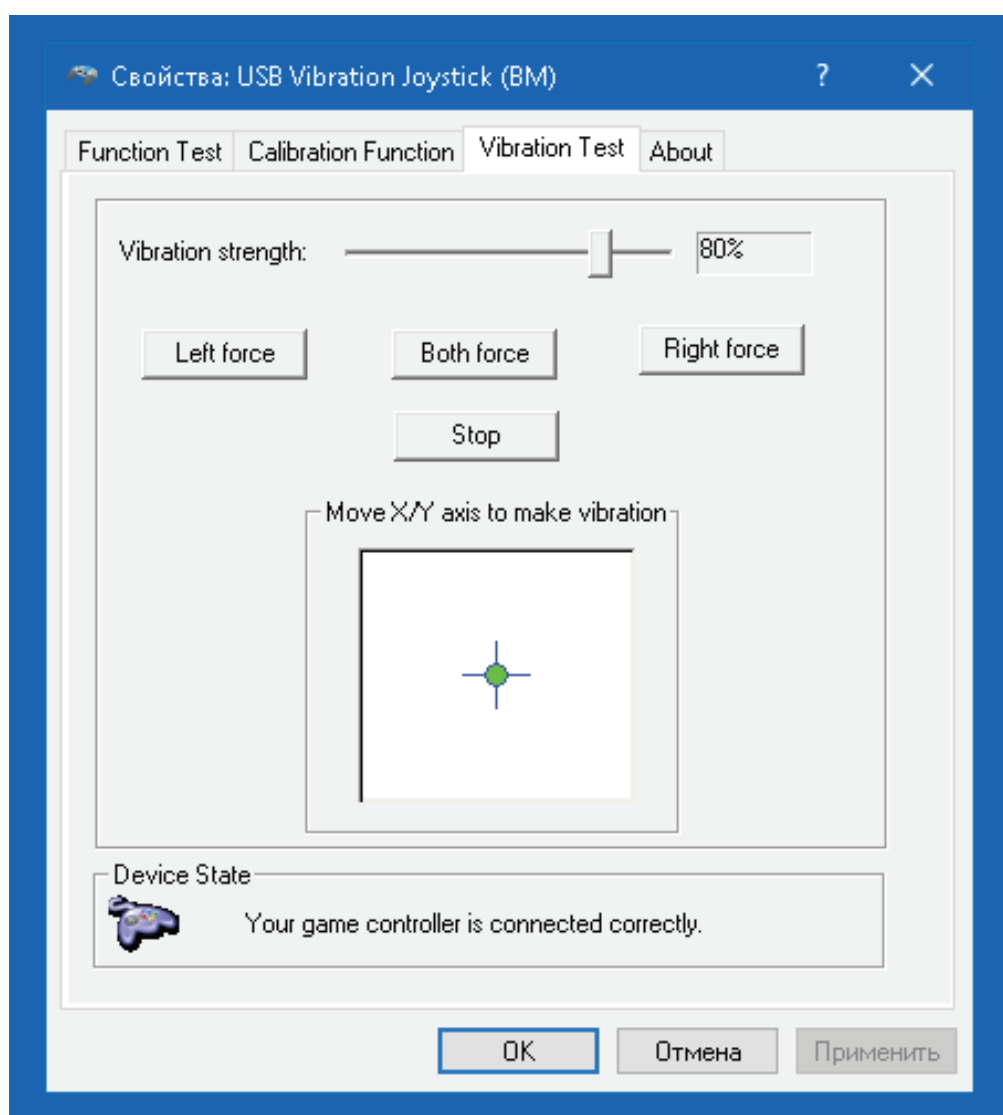 Свойства: USB Vibration Joystick (BM) ? ×
Function Test Calibration Function Vibration Test About
Vibration strength: 80%
Left force Both force Right force
Stop
Move X/Y axis to make vibration
Device State
Your game controller is connected correctly.
OK Отмена Применить